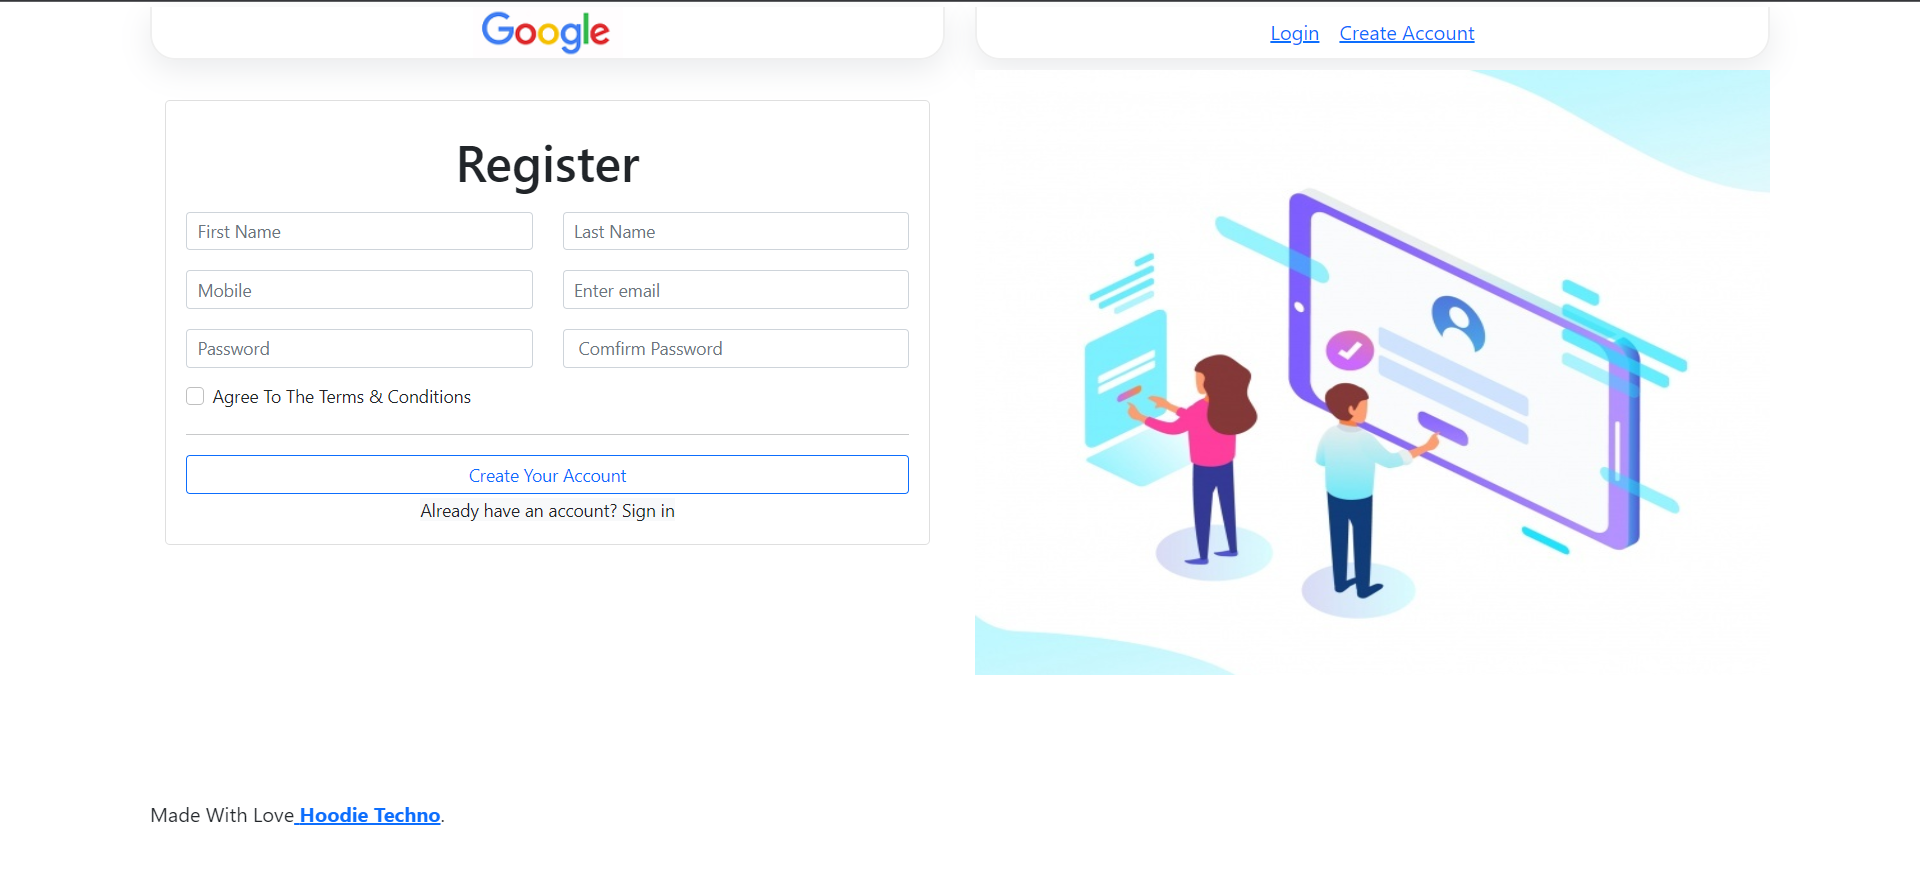 Google
Login Create Account
Register
First Name Last Name
Mobile Enter email
Password Comfirm Password
Agree To The Terms & Conditions
Create Your Account
Already have an account? Sign in
Made With Love Hoodie Techno.